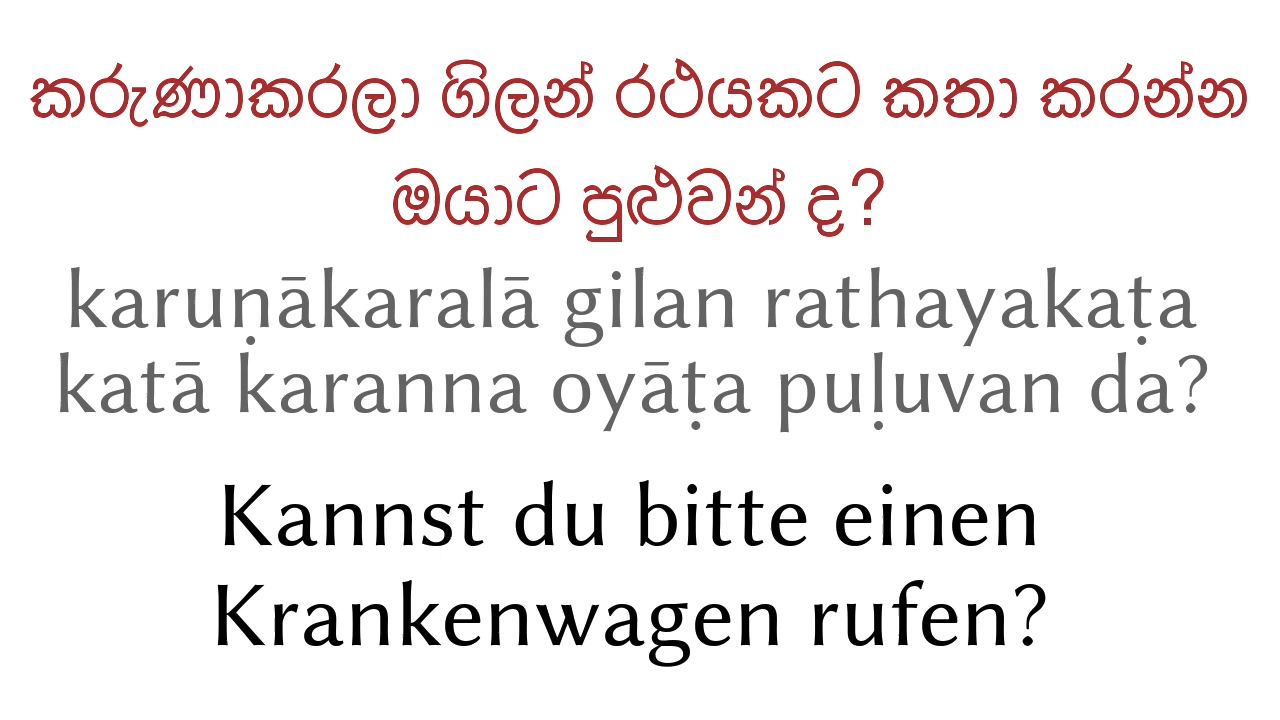 කරුණාකරලා ගිලන් රථයකට කතා කරන්න
ඔයාට පුළුවන් ද?
karuṇākaralā gilan rathayakaṭa
katā karanna oyāṭa puḷuvan da?
Kannst du bitte einen
Krankenwagen rufen?